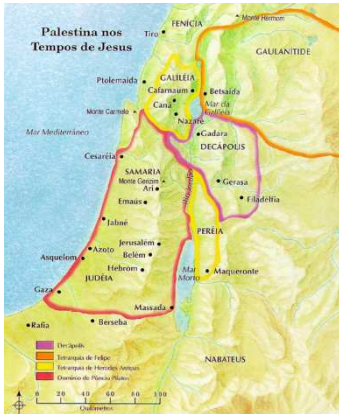 Palestina nos
Tempos de Jesus
FENÍCIA
Monte Hermom
Tiro
GAULANITIDE
Ptolemaida
GALILÉIA
Cafarnaum
Betsaida
Caná
Mar da
Galiléia
Monte Carmelo
Nazaré
Mar Mediterrâneo
Gadara
DECÁPOLIS
Cesaréia
SAMARIA
Monte Garizim
Ari
Gerasa
Emaús
Filadélfia
Jabné
PERÉIA
Azoto
Jerusalém
Asquelom
Belém
Mar
Morto
Maqueronte
Hebrom
JUDÉIA
Gaza
Massada
Rafia
Berseba
NABATEUS
Decápolis
Tetrarquia de Felipe
Tetrarquia de Herodes Antipas
Domínio de Pôncio Pilatos
0 20 40 60 80 100
Quilômetros